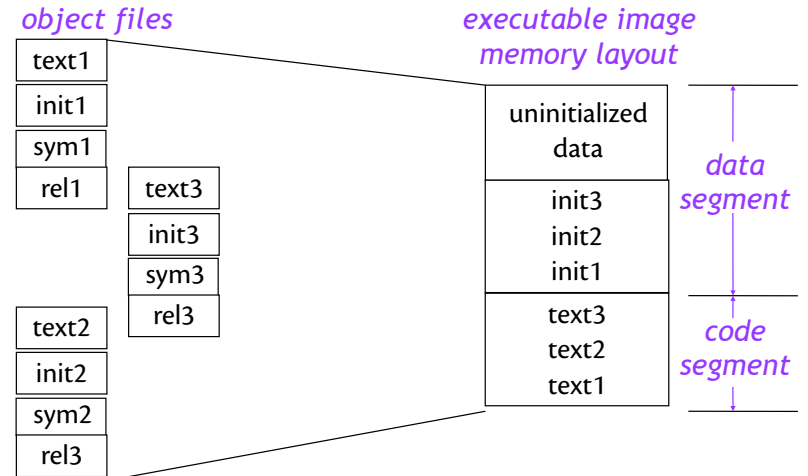 object files
text1
init1
sym1
rel1
text3
init3
sym3
rel3
text2
init2
sym2
rel3
executable image
memory layout
uninitialized
data
init3
init2
init1
text3
text2
text1
data
segment
code
segment